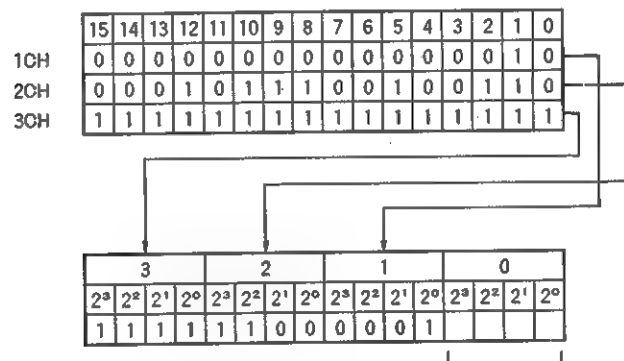 15 14 13 12 11 10 9 8 7 6 5 4 3 2 1 0
1CH 0 0 0 0 0 0 0 0 0 0 0 0 0 0 1 0
2CH 0 0 0 1 0 1 1 1 0 0 1 0 0 1 1 0
3CH 1 1 1 1 1 1 1 1 1 1 1 1 1 1 1 1
3 2 1 0
2³ 2² 2¹ 2⁰ 2³ 2² 2¹ 2⁰ 2³ 2² 2¹ 2⁰ 2³ 2² 2¹ 2⁰
1 1 1 1 1 1 0 0 0 0 0 1